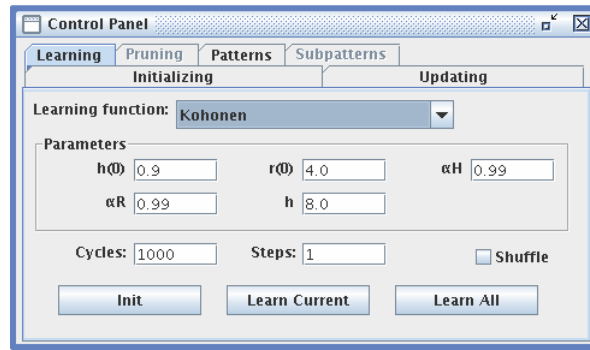 Control Panel
Learning Pruning Patterns Subpatterns
Initializing Updating
Learning function: Kohonen
Parameters
h(0) 0.9 r(0) 4.0 αH 0.99
αR 0.99 h 8.0
Cycles: 1000 Steps: 1 Shuffle
Init Learn Current Learn All